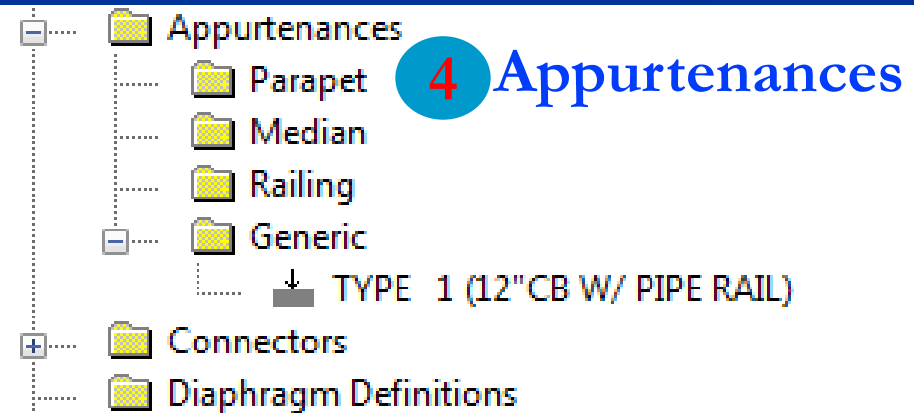 Appurtenances
Parapet
4 Appurtenances
Median
Railing
Generic
TYPE 1 (12"CB W/ PIPE RAIL)
Connectors
Diaphragm Definitions